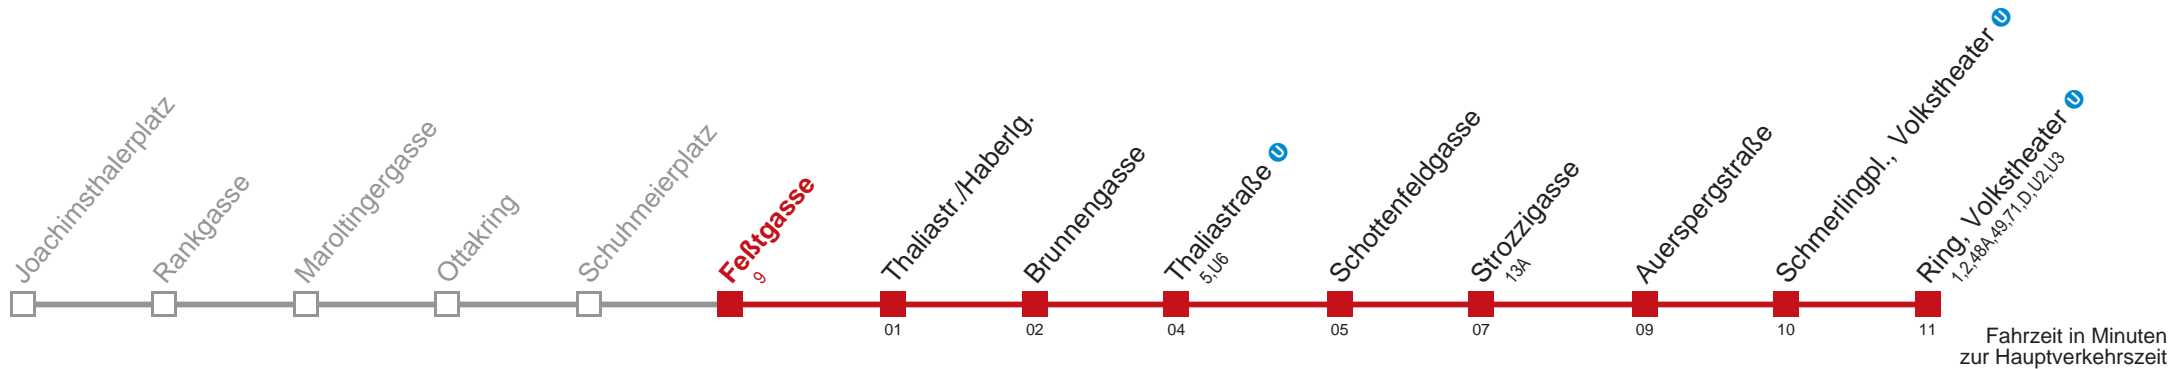 Joachimsthalerplatz
Rankgasse
Maroltingergasse
Ottakring
Schuhmeierplatz
Feßtgasse
9
Thaliastr./Haberlg.
Brunnengasse
Thaliastraße U
5,U6
Schottenfeldgasse
Strozzigasse
13A
Auerspergstraße
Schmerlingpl., Volkstheater U
Ring, Volkstheater U
1,2,48A,49,71,D,U2,U3
01
02
04
05
07
09
10
11
Fahrzeit in Minuten
zur Hauptverkehrszeit